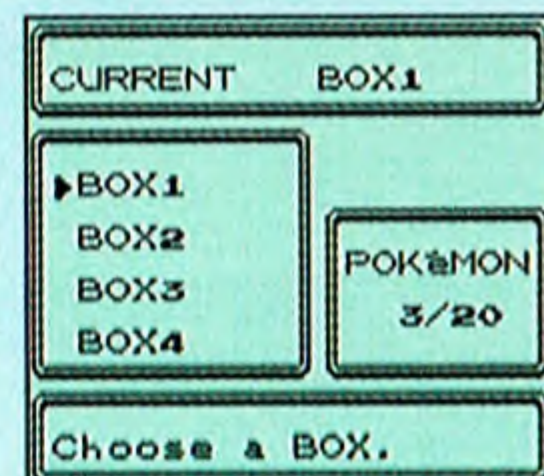 CURRENT BOX1
▶BOX1
BOX2
BOX3
BOX4
POKéMON
3/20
Choose a BOX.